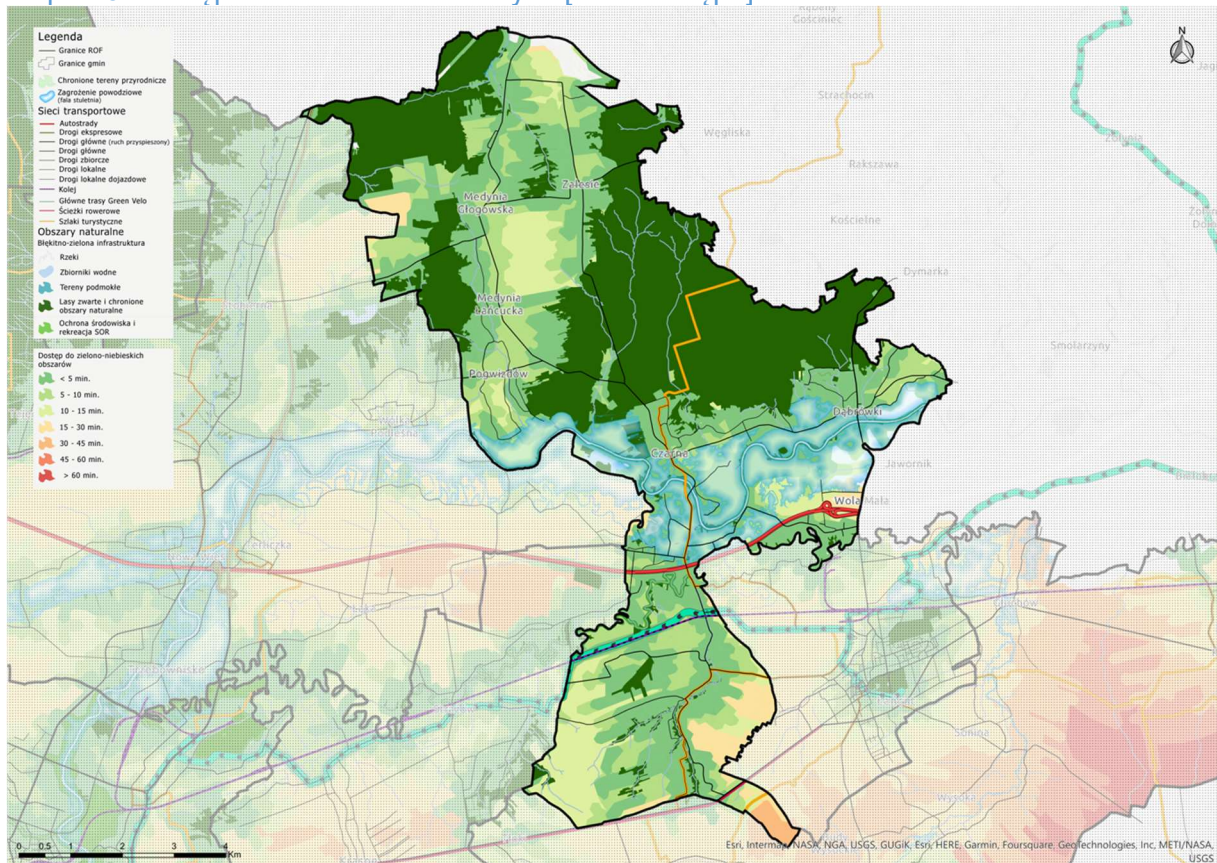 Legenda
Granice ROF
Granice gmin
Chronione tereny przyrodnicze
Zagrożenie powodziowe
(fala stuletnia)
Sieci transportowe
Autostrady
Drogi ekspresowe
Drogi główne (ruch przyspieszony)
Drogi główne
Drogi zbiorcze
Drogi lokalne
Drogi lokalne dojazdowe
Kolej
Główne trasy Green Velo
Ścieżki rowerowe
Szlaki turystyczne
Obszary naturalne
Błękitno-zielona infrastruktura
Rzeki
Zbiorniki wodne
Tereny podmokłe
Lasy zwarte i chronione
obszary naturalne
Ochrona środowiska i
rekreacja SOR
Dostęp do zielono-niebieskich
obszarów
< 5 min.
5 - 10 min.
10 - 15 min.
15 - 30 min.
30 - 45 min.
45 - 60 min.
> 60 min.
N
Gościniec
Strachocin
Węgliska
Rakszawa
Żołynia
Kościelne
Dymarka
Smolarzyny
Zalesie
Medynia
Głogowska
Medynia
Łańcucka
Pogwizdów
Dąbrówki
Czarna
Jawornik
Wola Mała
Terliczka
Łąka
Sonina
Wysoka
0 0.5 1 2 3 4
Km
Esri, Intermap, NASA, NGA, USGS, GUGiK, Esri, HERE, Garmin, Foursquare, GeoTechnologies, Inc, METI/NASA,
USGS